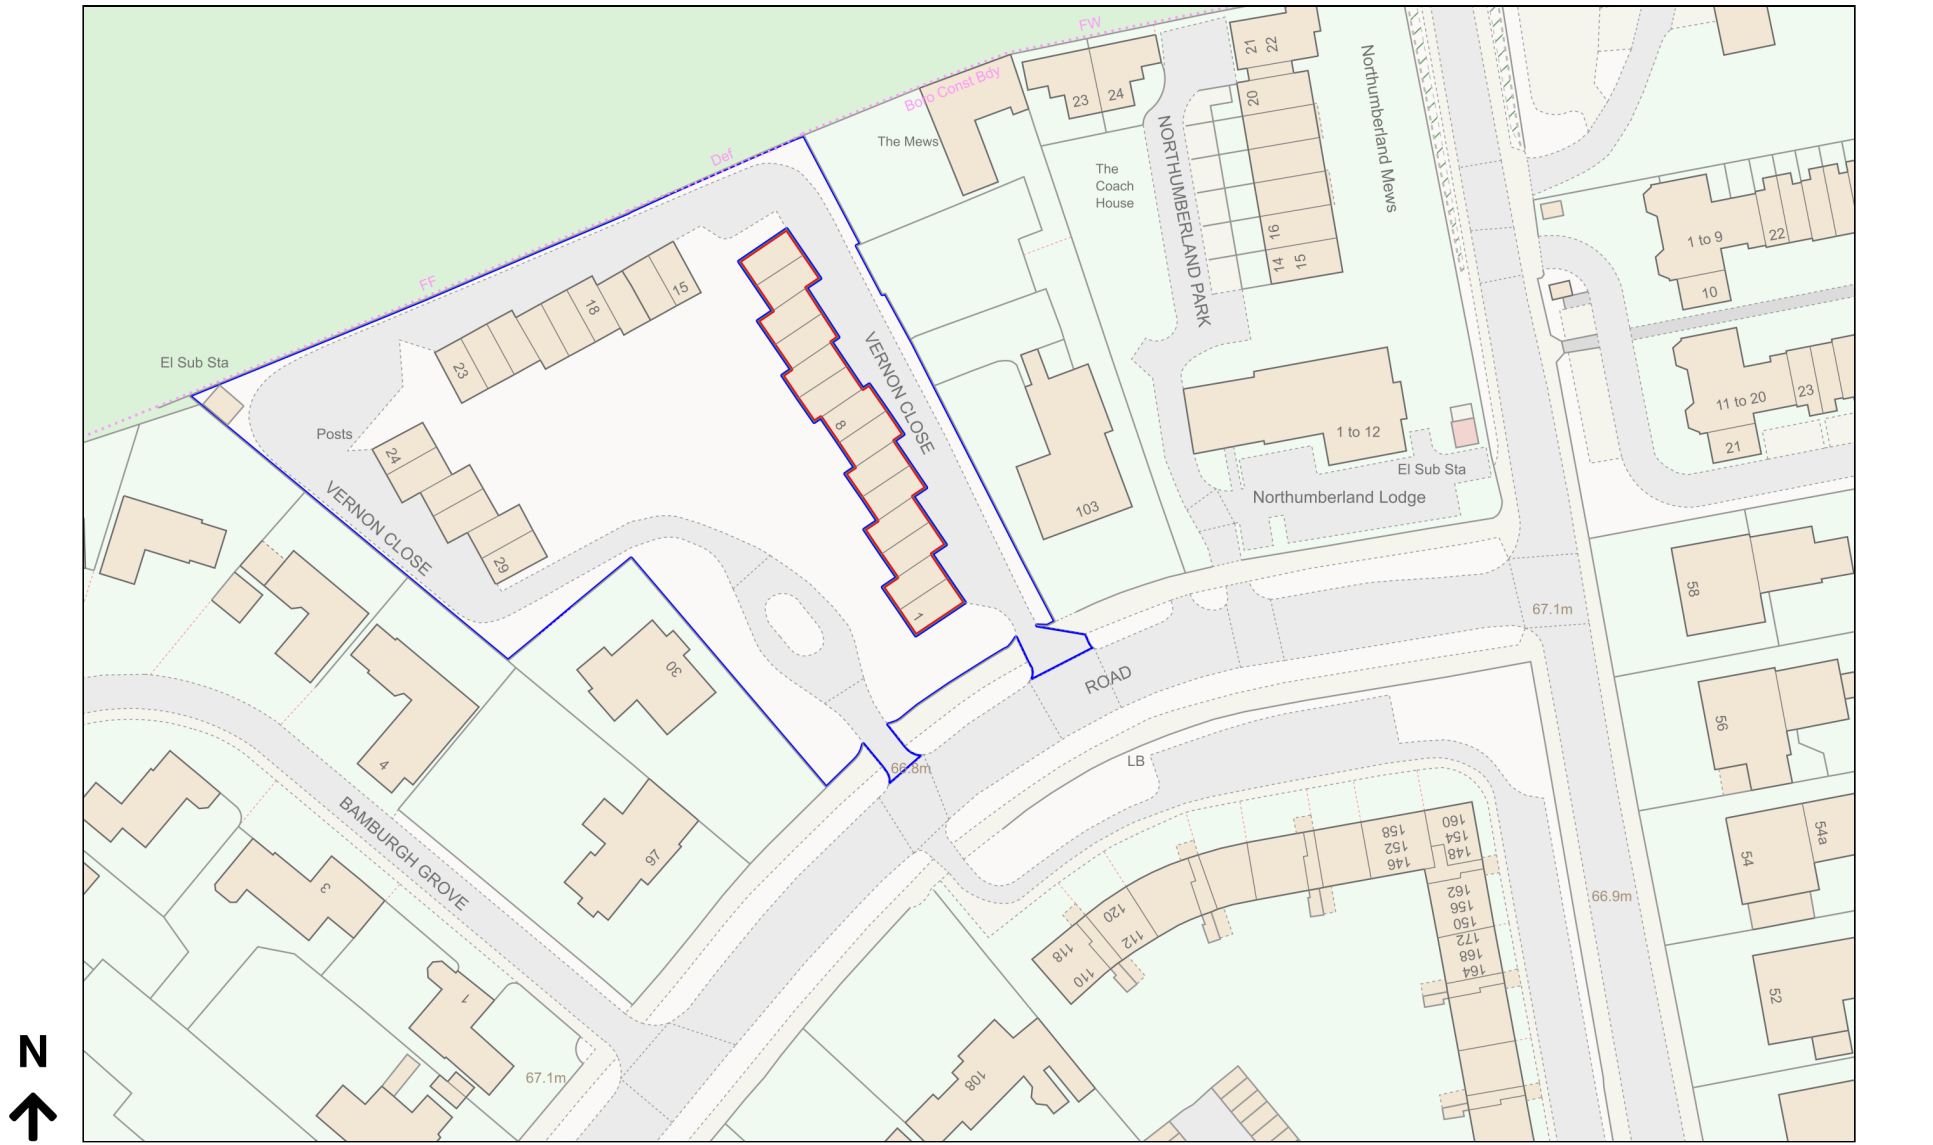 FW
Boro Const Bdy
Def
FF
21
22
23
24
20
The Mews
The
Coach
House
NORTHUMBERLAND PARK
Northumberland Mews
16
14
15
1 to 9
22
10
El Sub Sta
23
18
15
VERNON CLOSE
8
1
Posts
24
29
VERNON CLOSE
103
1 to 12
El Sub Sta
Northumberland Lodge
11 to 20
23
21
67.1m
58
56
54
54a
52
30
ROAD
66.8m
LB
4
97
BAMBURGH GROVE
3
1
67.1m
108
118
110
120
112
158
152
146
160
154
148
162
156
150
172
168
164
66.9m
N